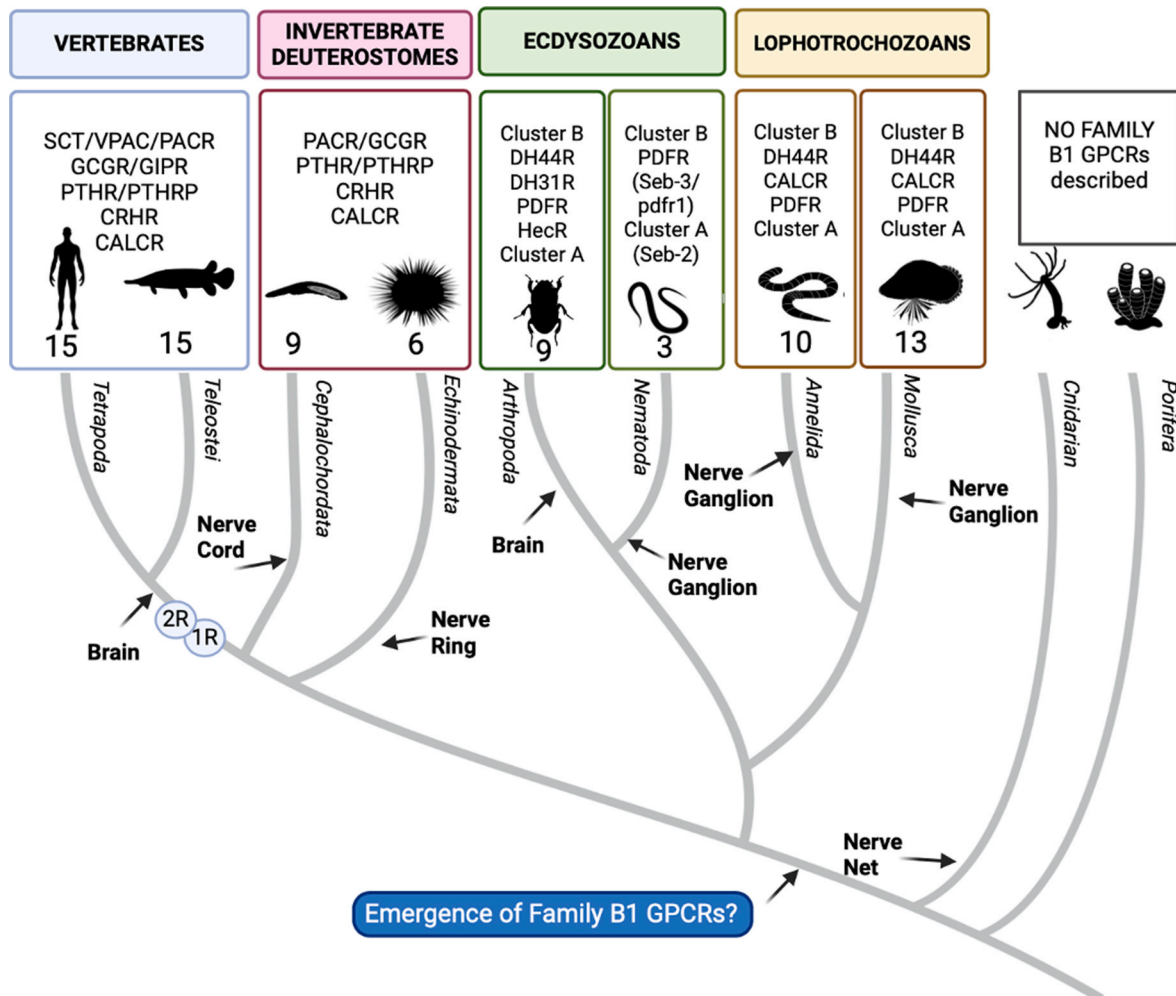 VERTEBRATES
INVERTEBRATE
DEUTEROSTOMES
ECDYSOZOANS
LOPHOTROCHOZOANS
SCT/VPAC/PACR
GCGR/GIPR
PTHR/PTHRP
CRHR
CALCR
15
15
PACR/GCGR
PTHR/PTHRP
CRHR
CALCR
9
6
Cluster B
DH44R
DH31R
PDFR
HecR
Cluster A
9
Cluster B
PDFR
(Seb-3/
pdfr1)
Cluster A
(Seb-2)
3
Cluster B
DH44R
CALCR
PDFR
Cluster A
10
Cluster B
DH44R
CALCR
PDFR
Cluster A
13
NO FAMILY
B1 GPCRs
described
Tetrapoda
Teleostei
Cephalochordata
Echinodermata
Arthropoda
Nematoda
Annelida
Mollusca
Cnidarian
Porifera
Nerve
Cord
Brain
2R
1R
Nerve
Ring
Brain
Nerve
Ganglion
Nerve
Ganglion
Nerve
Ganglion
Nerve
Net
Emergence of Family B1 GPCRs?